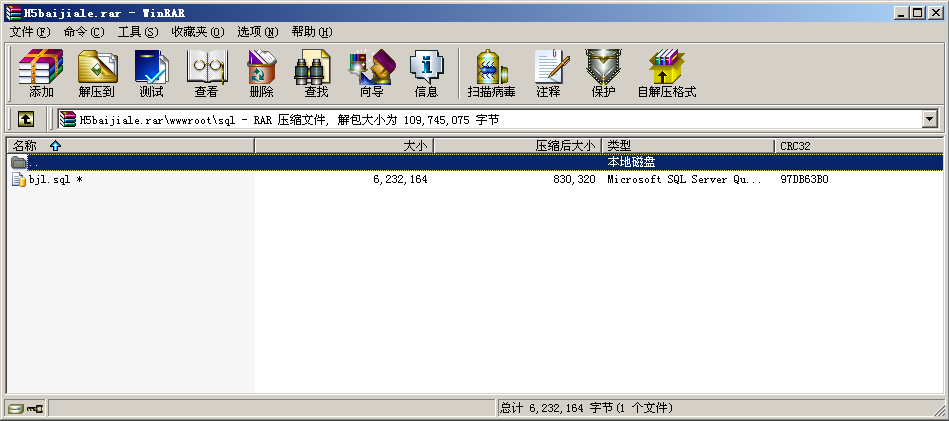 H5baijiale.rar - WinRAR
文件(F) 命令(C) 工具(S) 收藏夹(O) 选项(N) 帮助(H)
添加 解压到 测试 查看 删除 查找 向导 信息 扫描病毒 注释 保护 自解压格式
H5baijiale.rar\wwwroot\sql - RAR 压缩文件, 解包大小为 109,745,075 字节
名称 大小 压缩后大小 类型 CRC32
.. 本地磁盘
bjl.sql * 6,232,164 830,320 Microsoft SQL Server Qu... 97DB63B0
总计 6,232,164 字节(1 个文件)